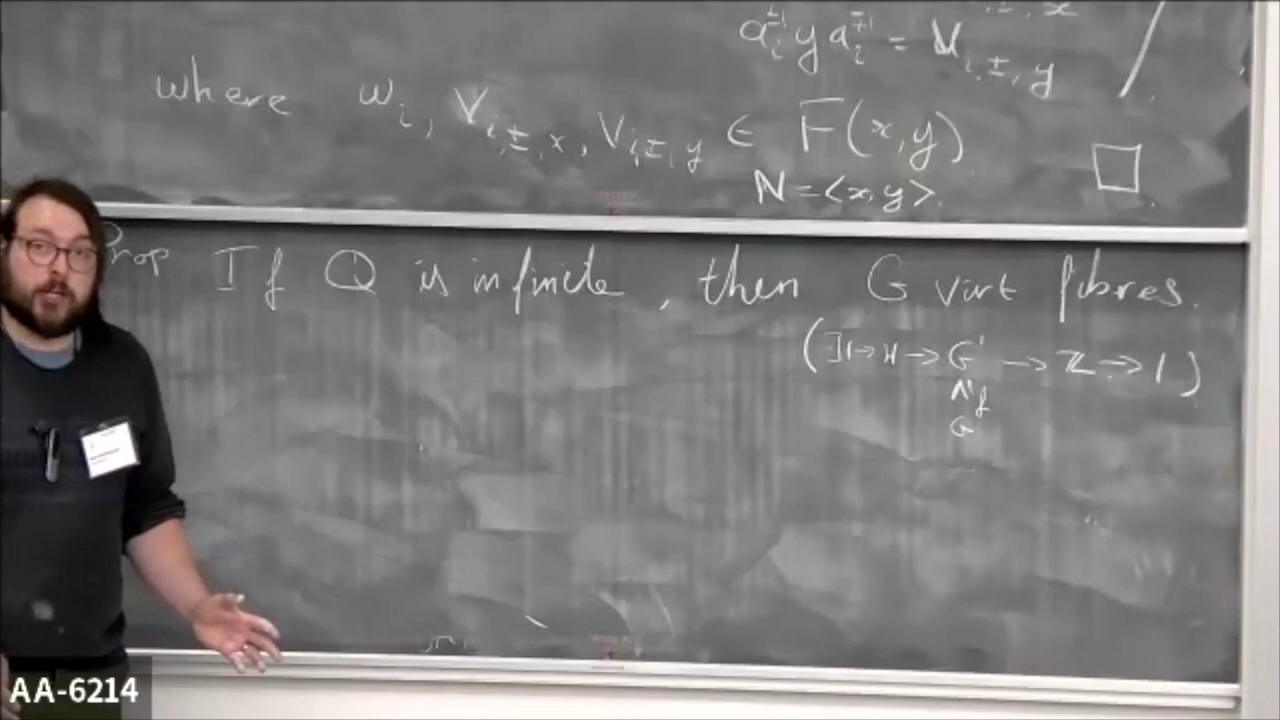 a_i^{±1} y a_i^{∓1} = V_{i,±,y}
where w_i, V_{i,±,x}, V_{i,±,y} ∈ F(x,y)
N = <x,y>. □
Prop If Q is infinite, then G virt fibres.
(∃ 1 → H → G' → Z → 1)
∧ f
G
AA-6214